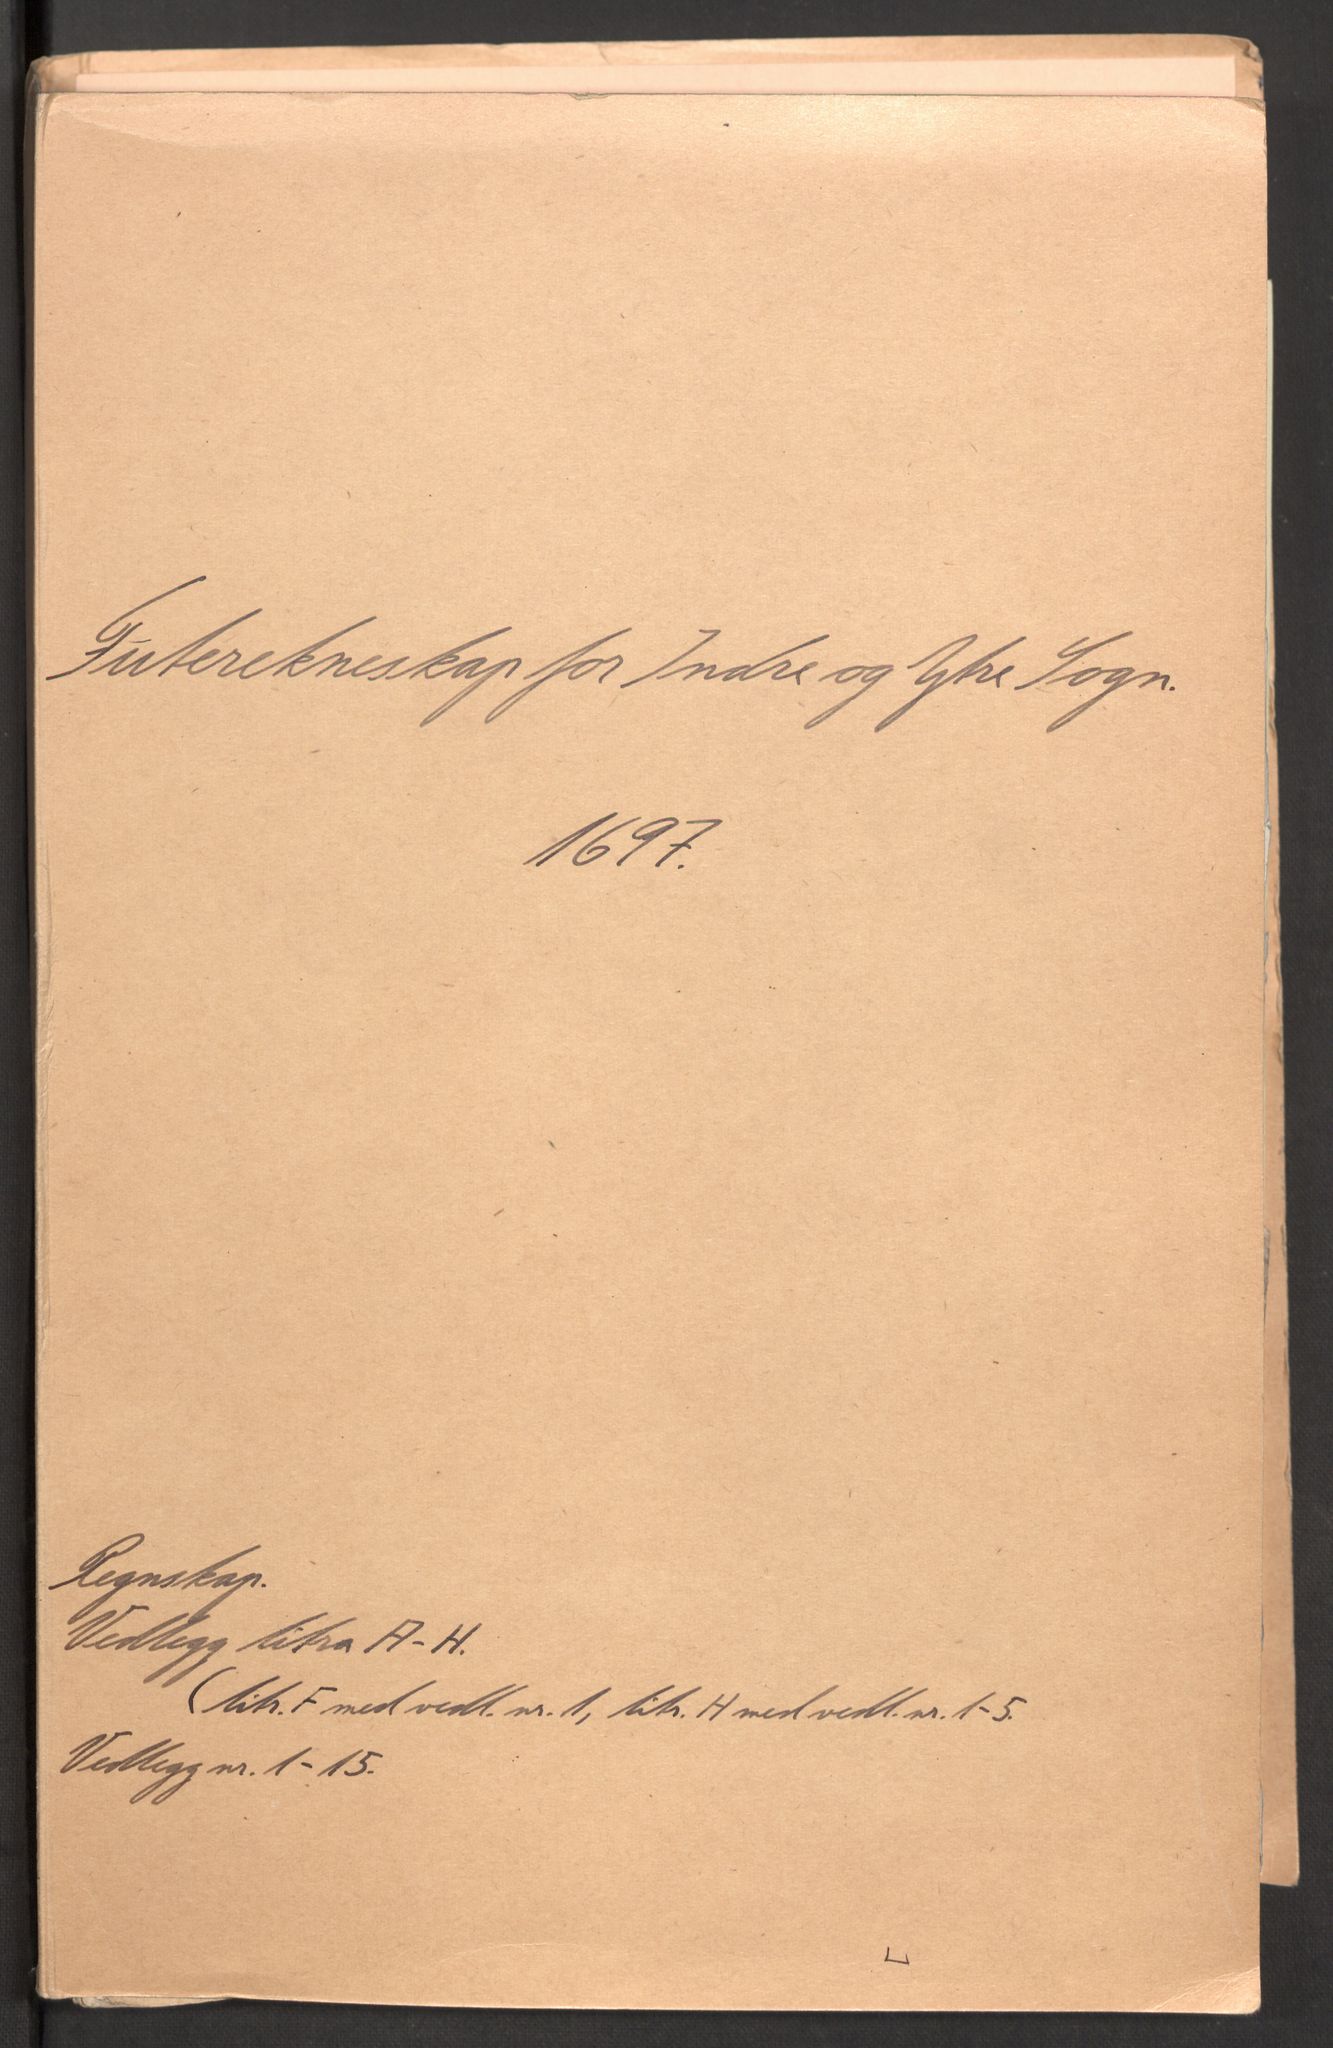 Futerekneskap for Indre og Ytre Sogn.
1697.
Regnskap.
Vedlegg litra A-H.
(litr. F med vedl. nr. 1, litr. H med vedl. nr. 1-5.
Vedlegg nr. 1-15.